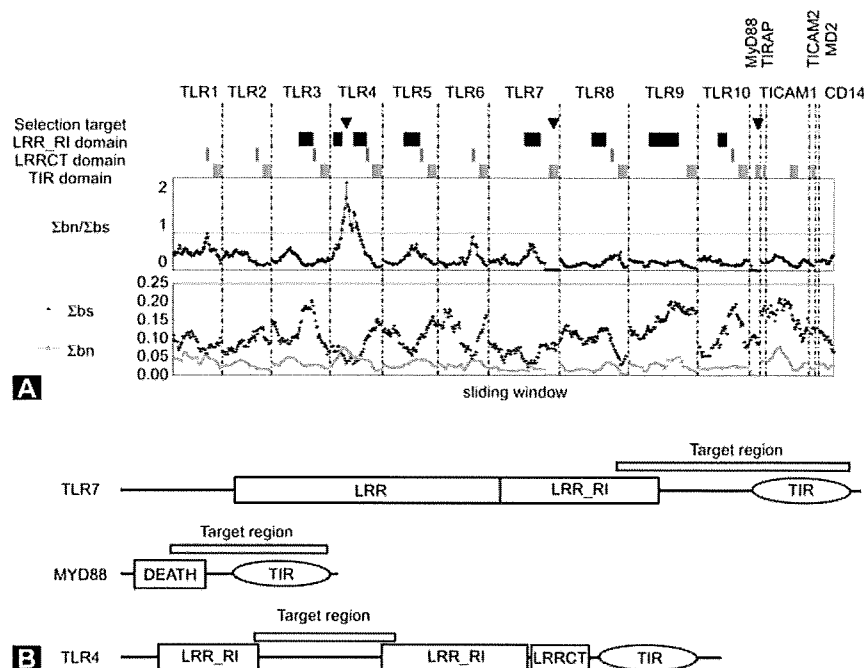 MyD88
TIRAP
TICAM2
MD2
TLR1 TLR2 TLR3 TLR4 TLR5 TLR6 TLR7 TLR8 TLR9 TLR10 TICAM1 CD14
Selection target
LRR_RI domain
LRRCT domain
TIR domain
2
Σbn/Σbs
1
0
0.25
0.20
Σbs
0.15
0.10
Σbn
0.05
0.00
A
sliding window
Target region
TLR7 LRR LRR_RI TIR
Target region
MYD88 DEATH TIR
Target region
B
TLR4 LRR_RI LRR_RI LRRCT TIR